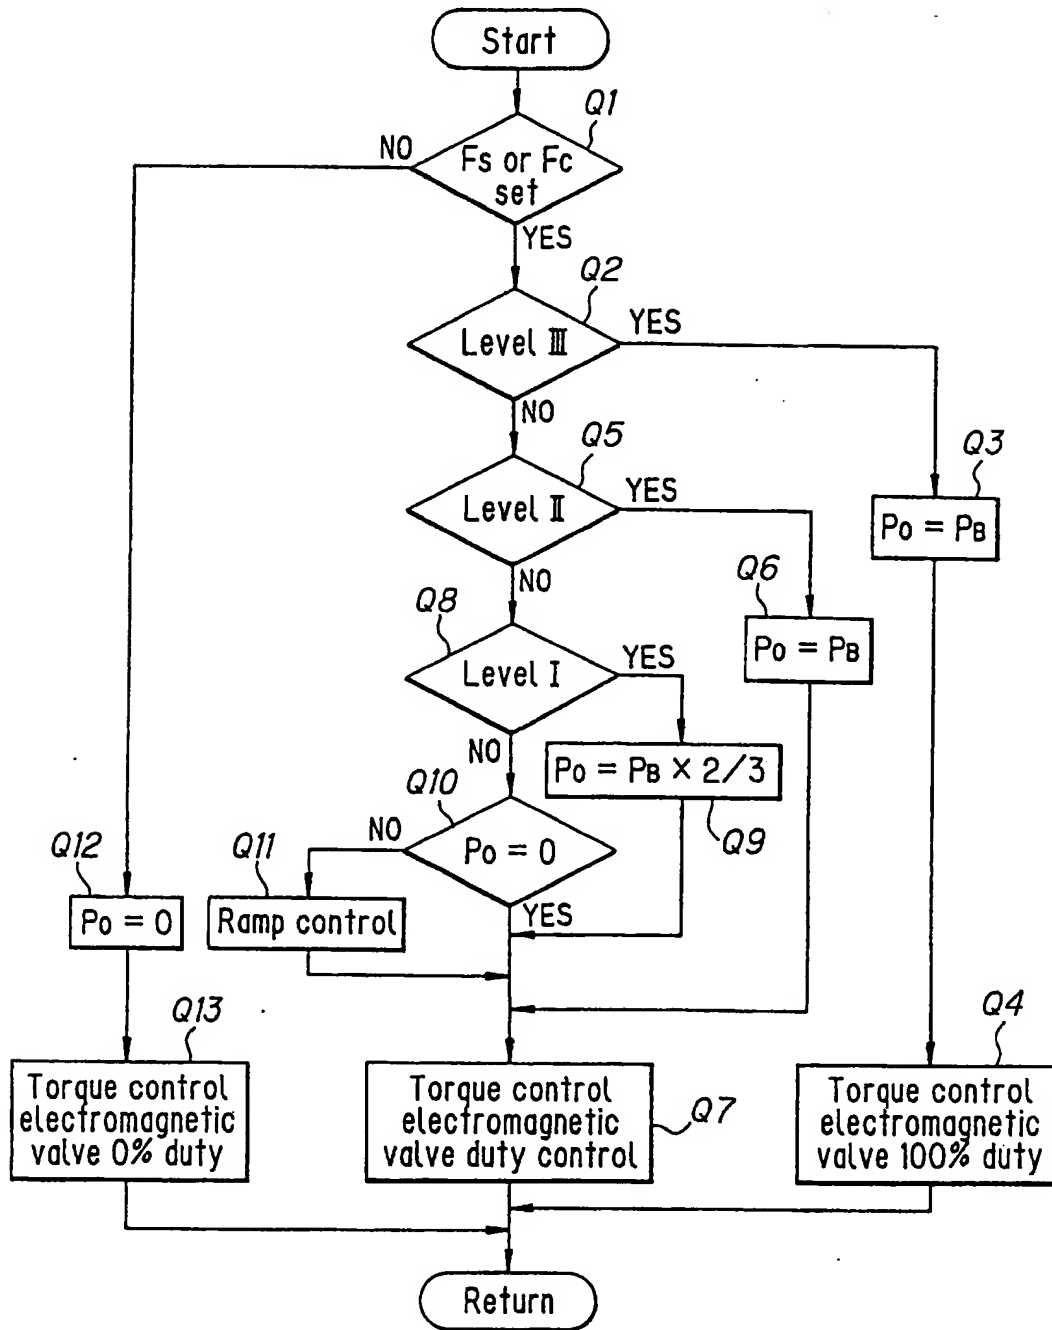 Start
Q1
NO
Fs or Fc
set
YES
Q2
Level III
YES
NO
Q5
Level II
YES
Q3
Po = PB
NO
Q8
Q6
Po = PB
Level I
YES
NO
Po = PB × 2/3
Q9
Q10
NO
Po = 0
YES
Q12
Po = 0
Q11
Ramp control
Q13
Torque control
electromagnetic
valve 0% duty
Torque control
electromagnetic
valve duty control
Q7
Q4
Torque control
electromagnetic
valve 100% duty
Return